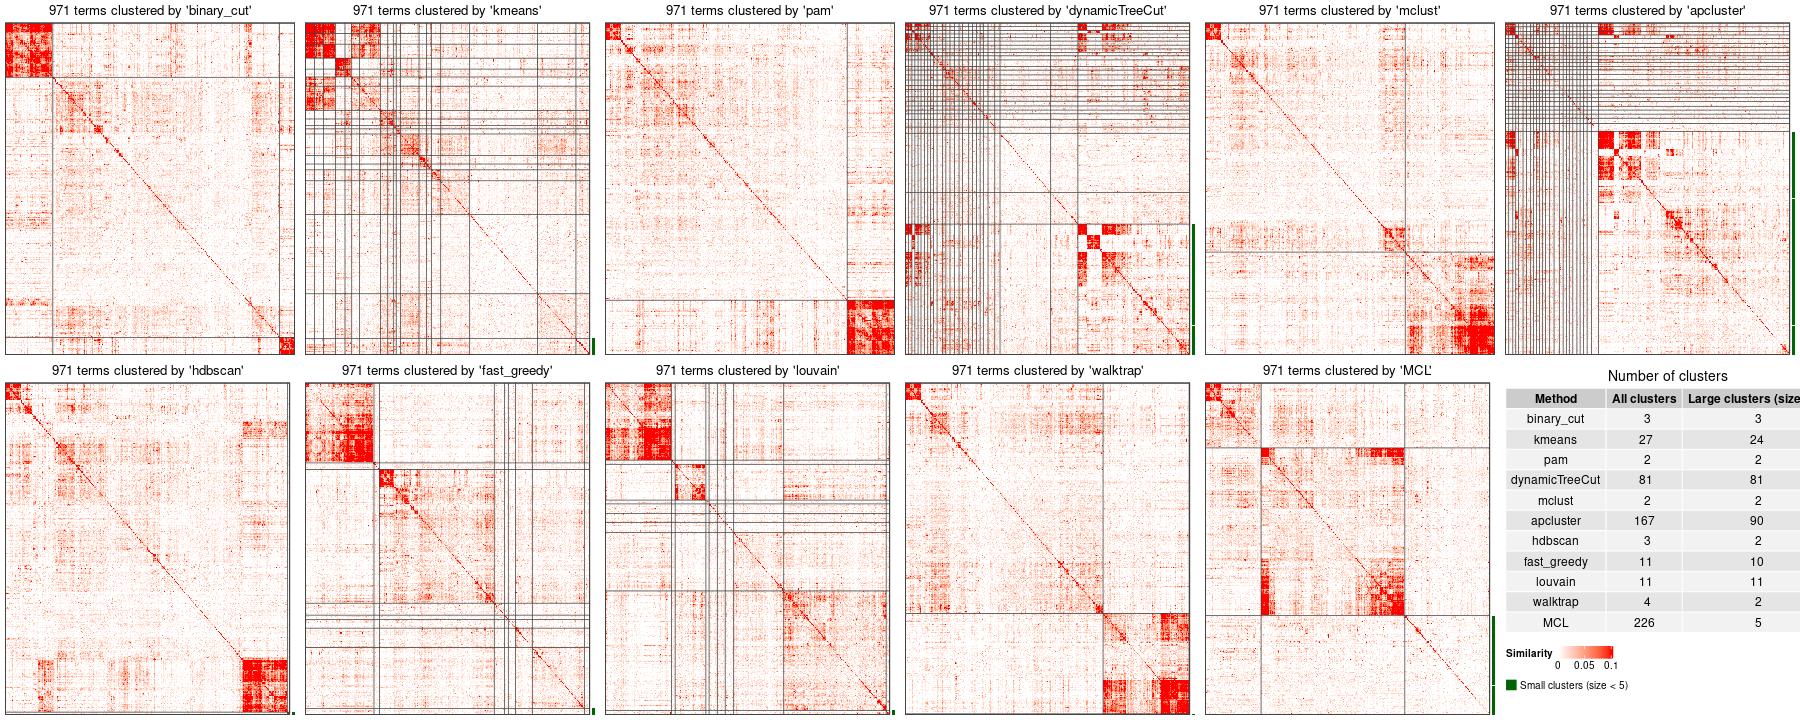 971 terms clustered by 'binary_cut'
971 terms clustered by 'kmeans'
971 terms clustered by 'pam'
971 terms clustered by 'dynamicTreeCut'
971 terms clustered by 'mclust'
971 terms clustered by 'apcluster'
971 terms clustered by 'hdbscan'
971 terms clustered by 'fast_greedy'
971 terms clustered by 'louvain'
971 terms clustered by 'walktrap'
971 terms clustered by 'MCL'
Number of clusters
Method All clusters Large clusters (size
binary_cut 3 3
kmeans 27 24
pam 2 2
dynamicTreeCut 81 81
mclust 2 2
apcluster 167 90
hdbscan 3 2
fast_greedy 11 10
louvain 11 11
walktrap 4 2
MCL 226 5
Similarity
0 0.05 0.1
Small clusters (size < 5)